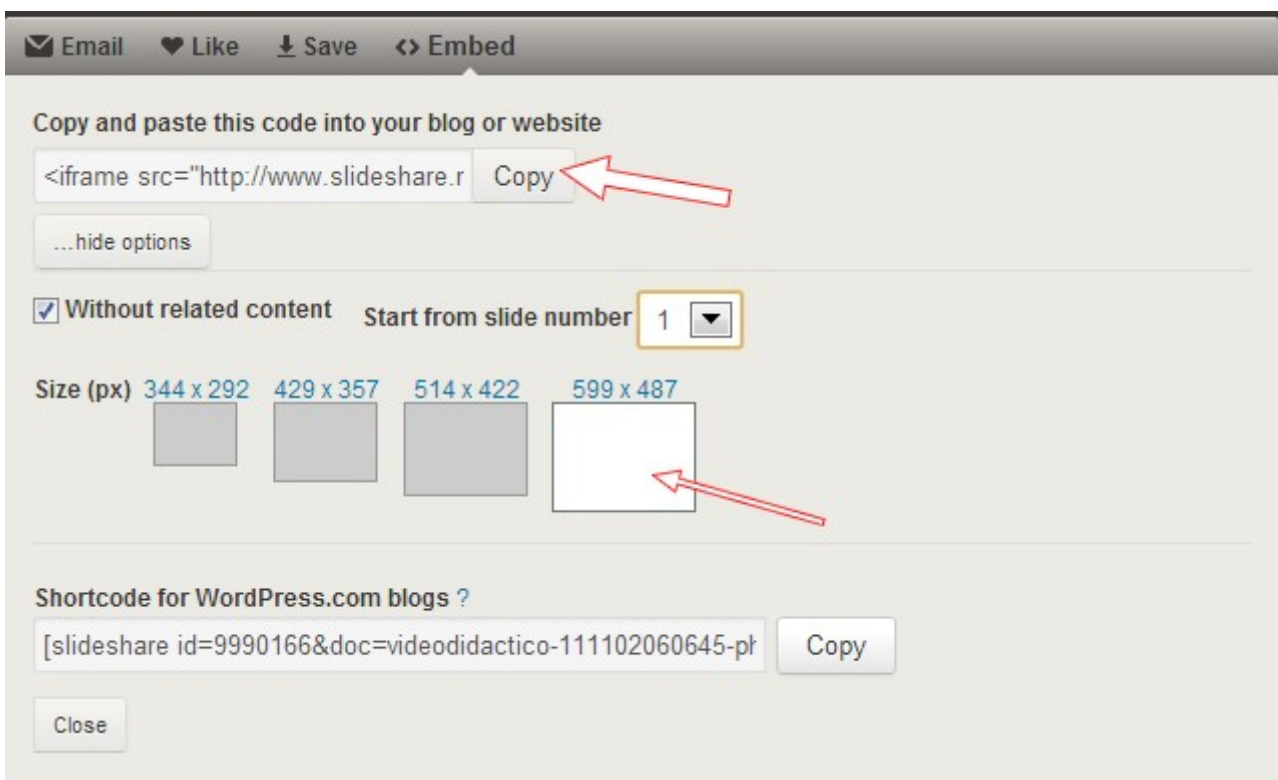 Email Like Save Embed
Copy and paste this code into your blog or website
<iframe src="http://www.slideshare.r Copy
...hide options
Without related content Start from slide number 1
Size (px) 344 x 292 429 x 357 514 x 422 599 x 487
Shortcode for WordPress.com blogs ?
[slideshare id=9990166&doc=videodidactico-111102060645-ph Copy
Close